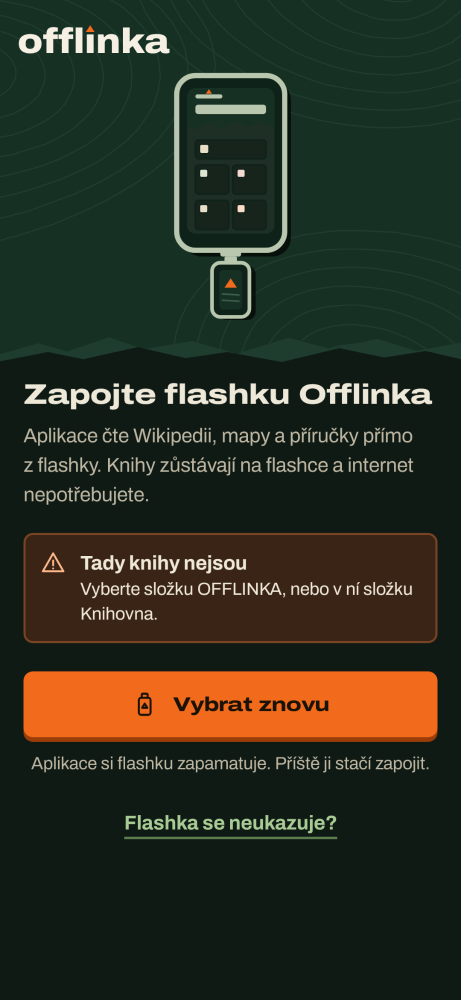 offlinka
Zapojte flashku Offlinka
Aplikace čte Wikipedii, mapy a příručky přímo
z flashky. Knihy zůstávají na flashce a internet
nepotřebujete.
Tady knihy nejsou
Vyberte složku OFFLINKA, nebo v ní složku
Knihovna.
Vybrat znovu
Aplikace si flashku zapamatuje. Příště ji stačí zapojit.
Flashka se neukazuje?